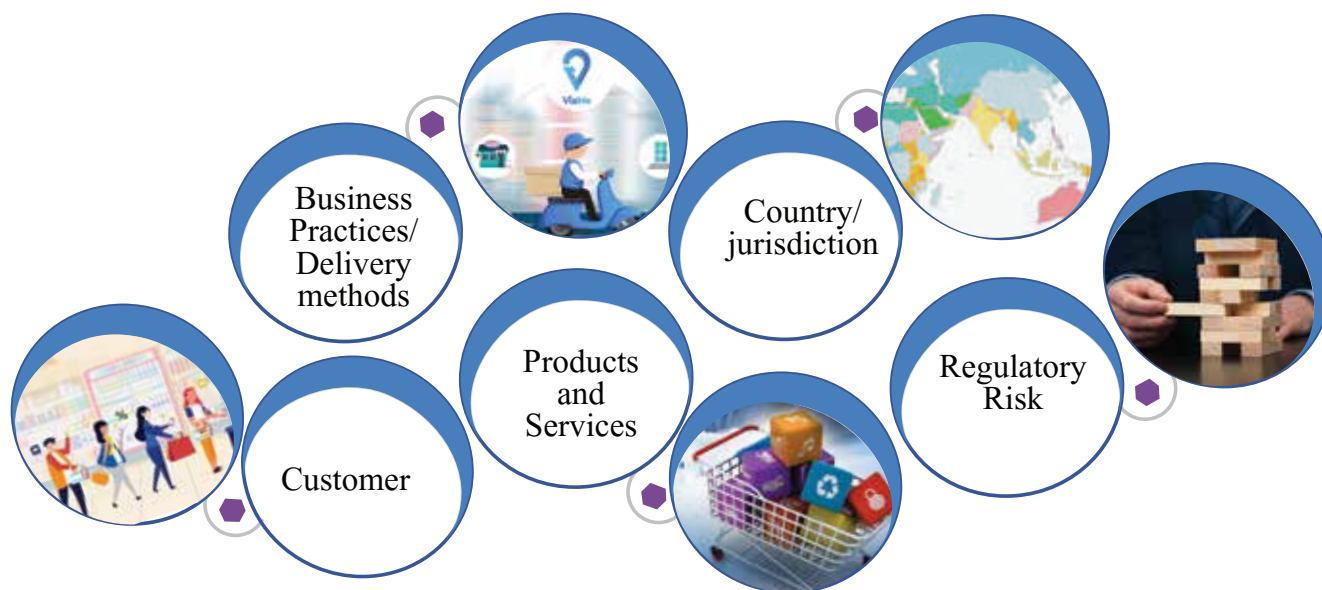 Business
Practices/
Delivery
methods
Country/
jurisdiction
Customer
Products
and
Services
Regulatory
Risk